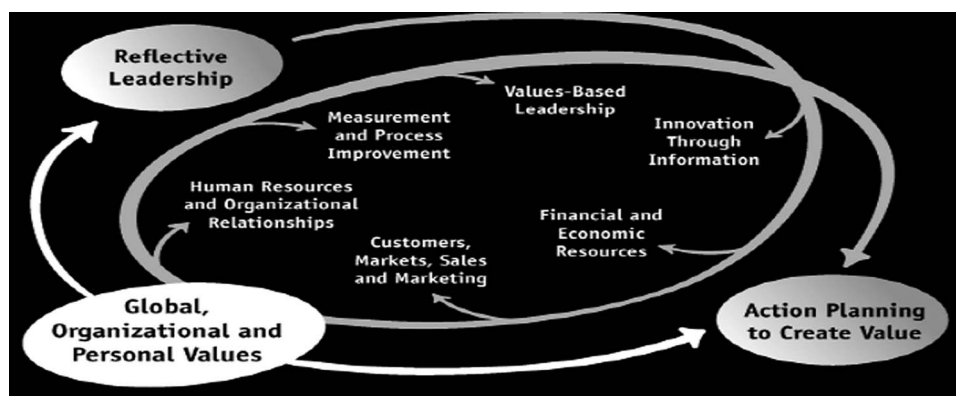 Reflective
Leadership
Values-Based
Leadership
Measurement
and Process
Improvement
Innovation
Through
Information
Human Resources
and Organizational
Relationships
Financial and
Economic
Resources
Customers,
Markets, Sales
and Marketing
Global,
Organizational and
Personal Values
Action Planning
to Create Value